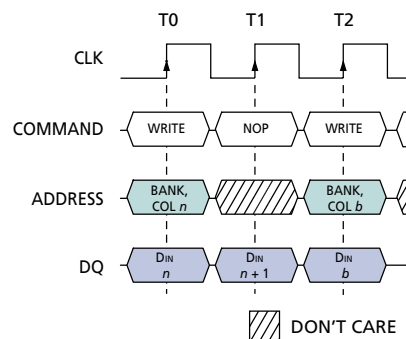 T0 T1 T2
CLK
COMMAND WRITE NOP WRITE
BANK, BANK,
ADDRESS COL n COL b
DIN DIN DIN
DQ n n + 1 b
DON'T CARE